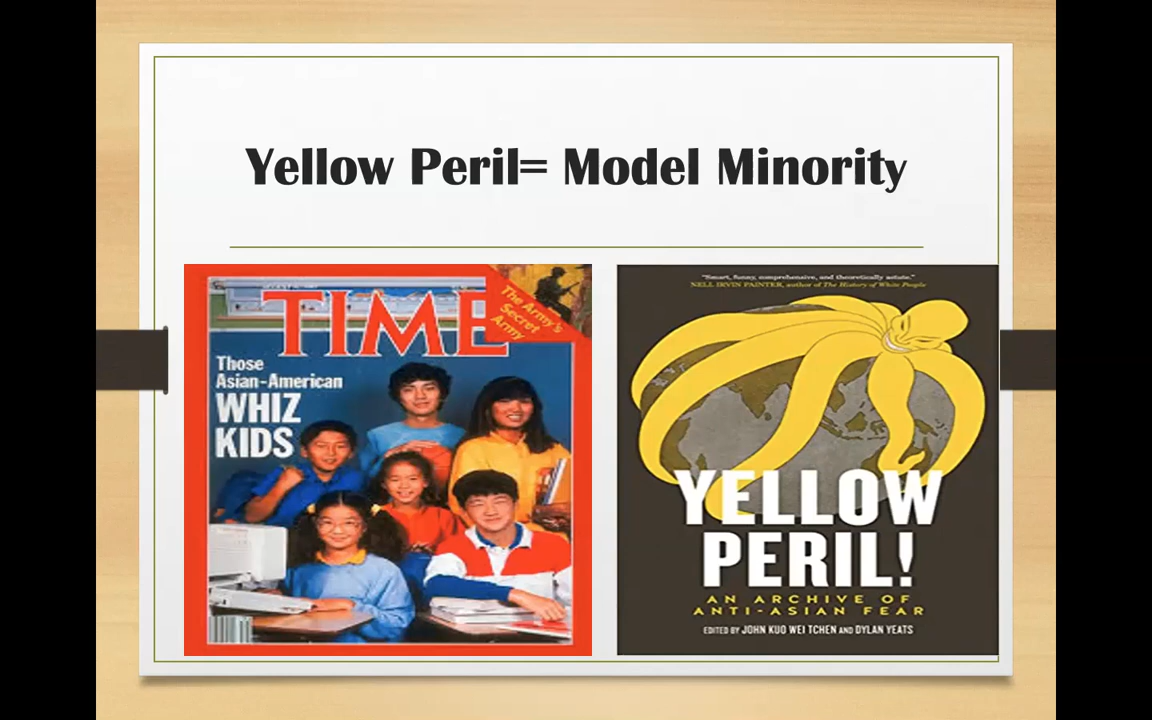 Yellow Peril= Model Minority
TIME
The Army's
Secret
Army
Those
Asian-American
WHIZ
KIDS
"Smart, funny, comprehensive, and theoretically astute."
NELL IRVIN PAINTER, author of The History of White People
YELLOW
PERIL!
AN ARCHIVE OF
ANTI-ASIAN FEAR
EDITED BY JOHN KUO WEI TCHEN AND DYLAN YEATS